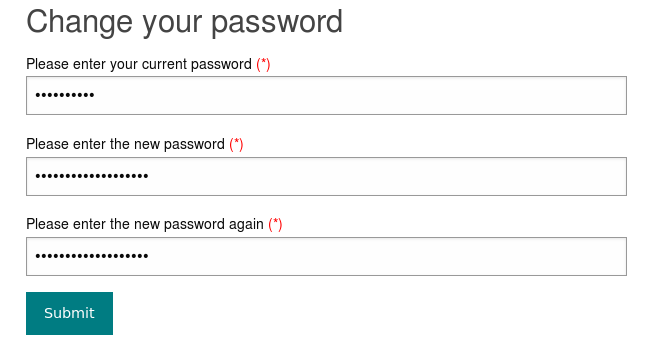 Change your password
Please enter your current password (*)
••••••••••
Please enter the new password (*)
•••••••••••••••••••
Please enter the new password again (*)
•••••••••••••••••••
Submit